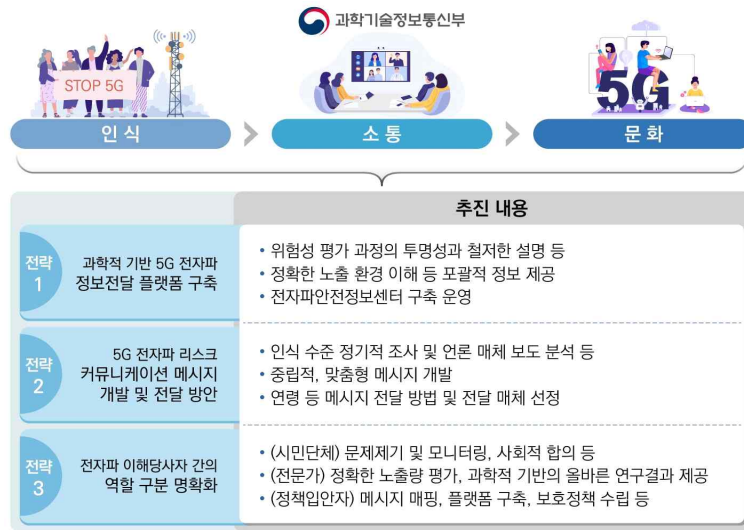 과학기술정보통신부
STOP 5G
5G
인식
소통
문화
추진 내용
전략
1
과학적 기반 5G 전자파
정보전달 플랫폼 구축
• 위험성 평가 과정의 투명성과 철저한 설명 등
• 정확한 노출 환경 이해 등 포괄적 정보 제공
• 전자파안전정보센터 구축 운영
전략
2
5G 전자파 리스크
커뮤니케이션 메시지
개발 및 전달 방안
• 인식 수준 정기적 조사 및 언론 매체 보도 분석 등
• 중립적, 맞춤형 메시지 개발
• 연령 등 메시지 전달 방법 및 전달 매체 선정
전략
3
전자파 이해당사자 간의
역할 구분 명확화
• (시민단체) 문제제기 및 모니터링, 사회적 합의 등
• (전문가) 정확한 노출량 평가, 과학적 기반의 올바른 연구결과 제공
• (정책입안자) 메시지 매핑, 플랫폼 구축, 보호정책 수립 등